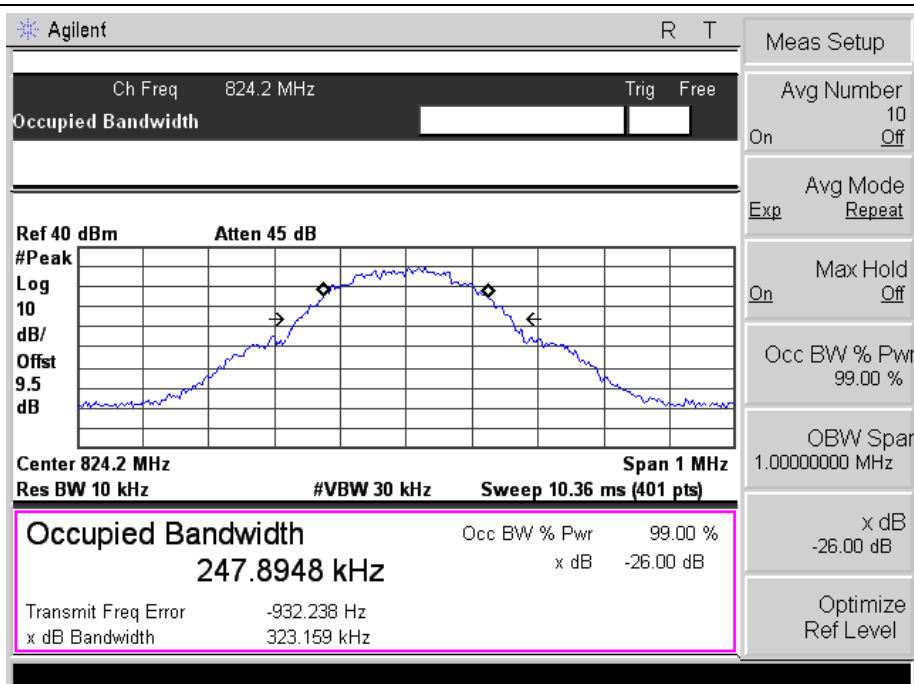 Agilent R T
Ch Freq 824.2 MHz Trig Free
Occupied Bandwidth
Ref 40 dBm Atten 45 dB
#Peak
Log
10
dB/
Offst
9.5
dB
Center 824.2 MHz Span 1 MHz
Res BW 10 kHz #VBW 30 kHz Sweep 10.36 ms (401 pts)
Occupied Bandwidth Occ BW % Pwr 99.00 %
247.8948 kHz x dB -26.00 dB
Transmit Freq Error -932.238 Hz
x dB Bandwidth 323.159 kHz
Meas Setup
Avg Number
10
On Off
Avg Mode
Exp Repeat
Max Hold
On Off
Occ BW % Pwr
99.00 %
OBW Span
1.00000000 MHz
x dB
-26.00 dB
Optimize
Ref Level